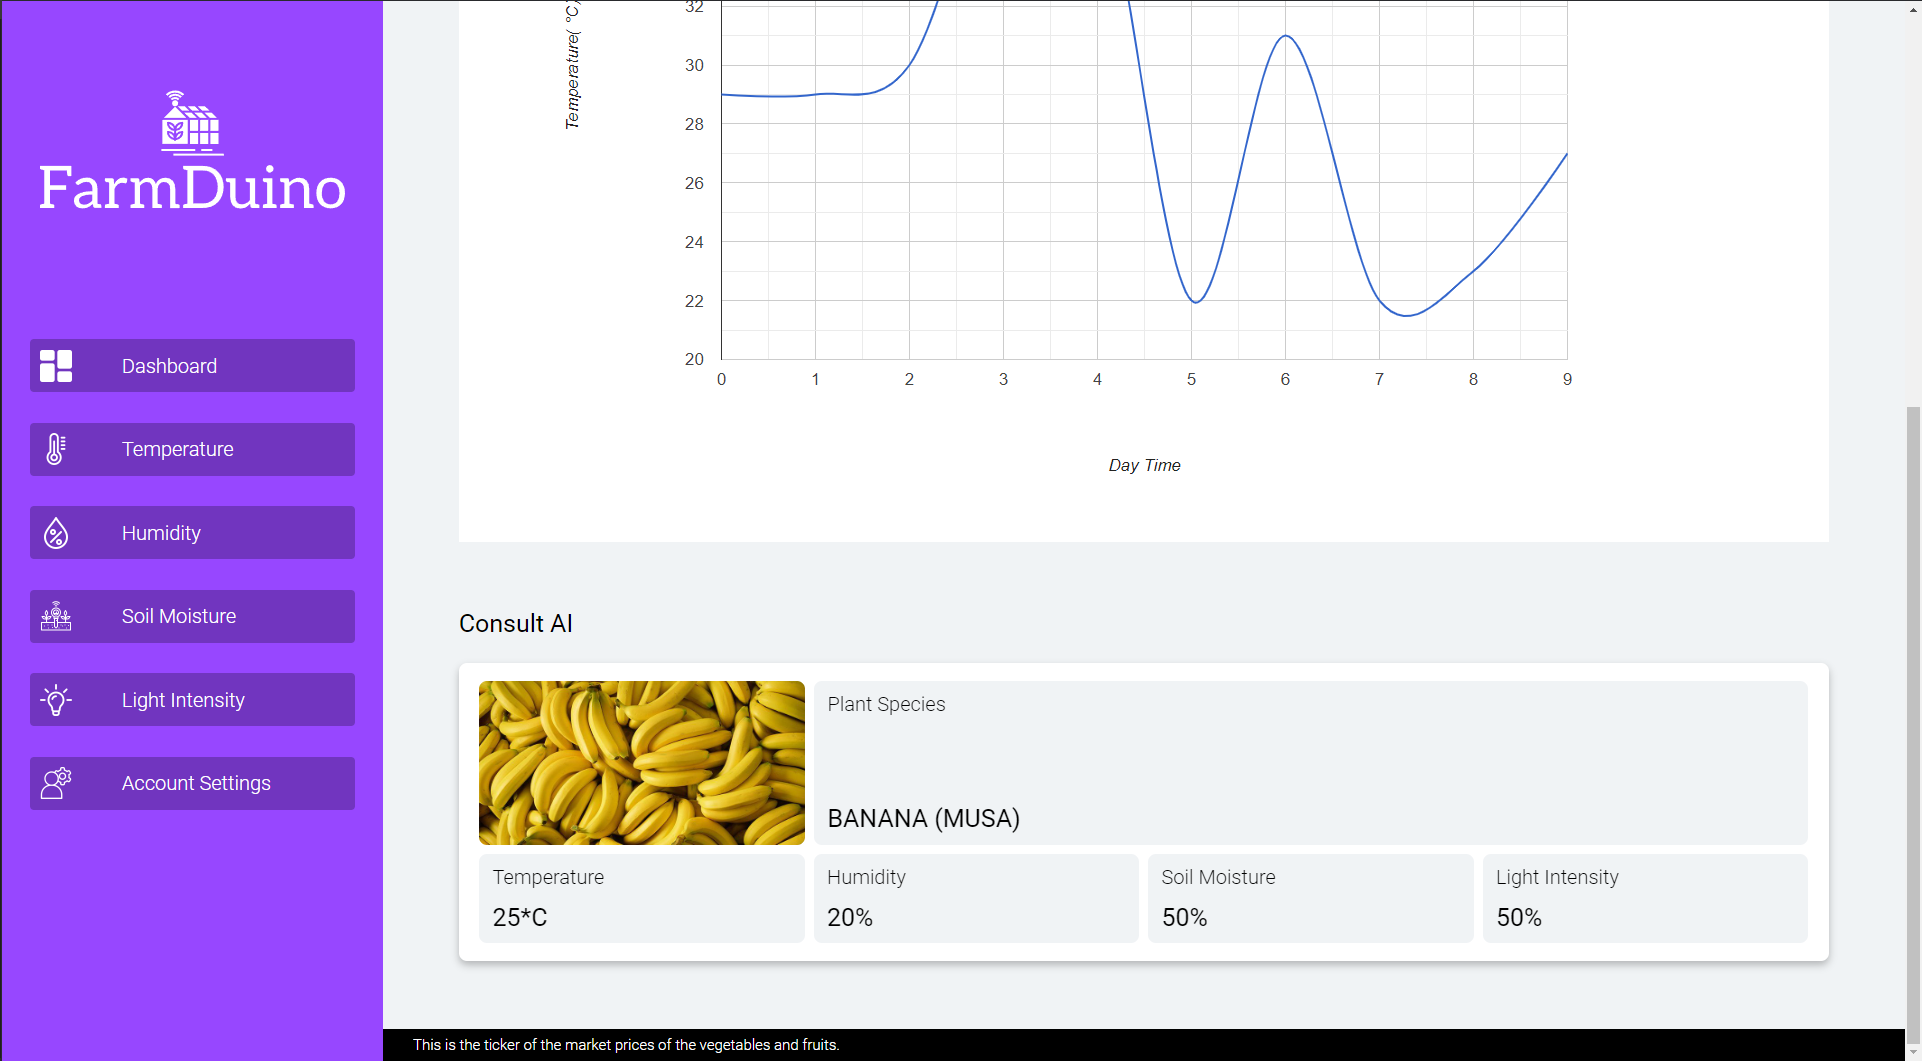 FarmDuino
Dashboard
Temperature
Humidity
Soil Moisture
Light Intensity
Account Settings
Temperature( °C)
32
30
28
26
24
22
20
0 1 2 3 4 5 6 7 8 9
Day Time
Consult AI
Plant Species
BANANA (MUSA)
Temperature
25*C
Humidity
20%
Soil Moisture
50%
Light Intensity
50%
This is the ticker of the market prices of the vegetables and fruits.